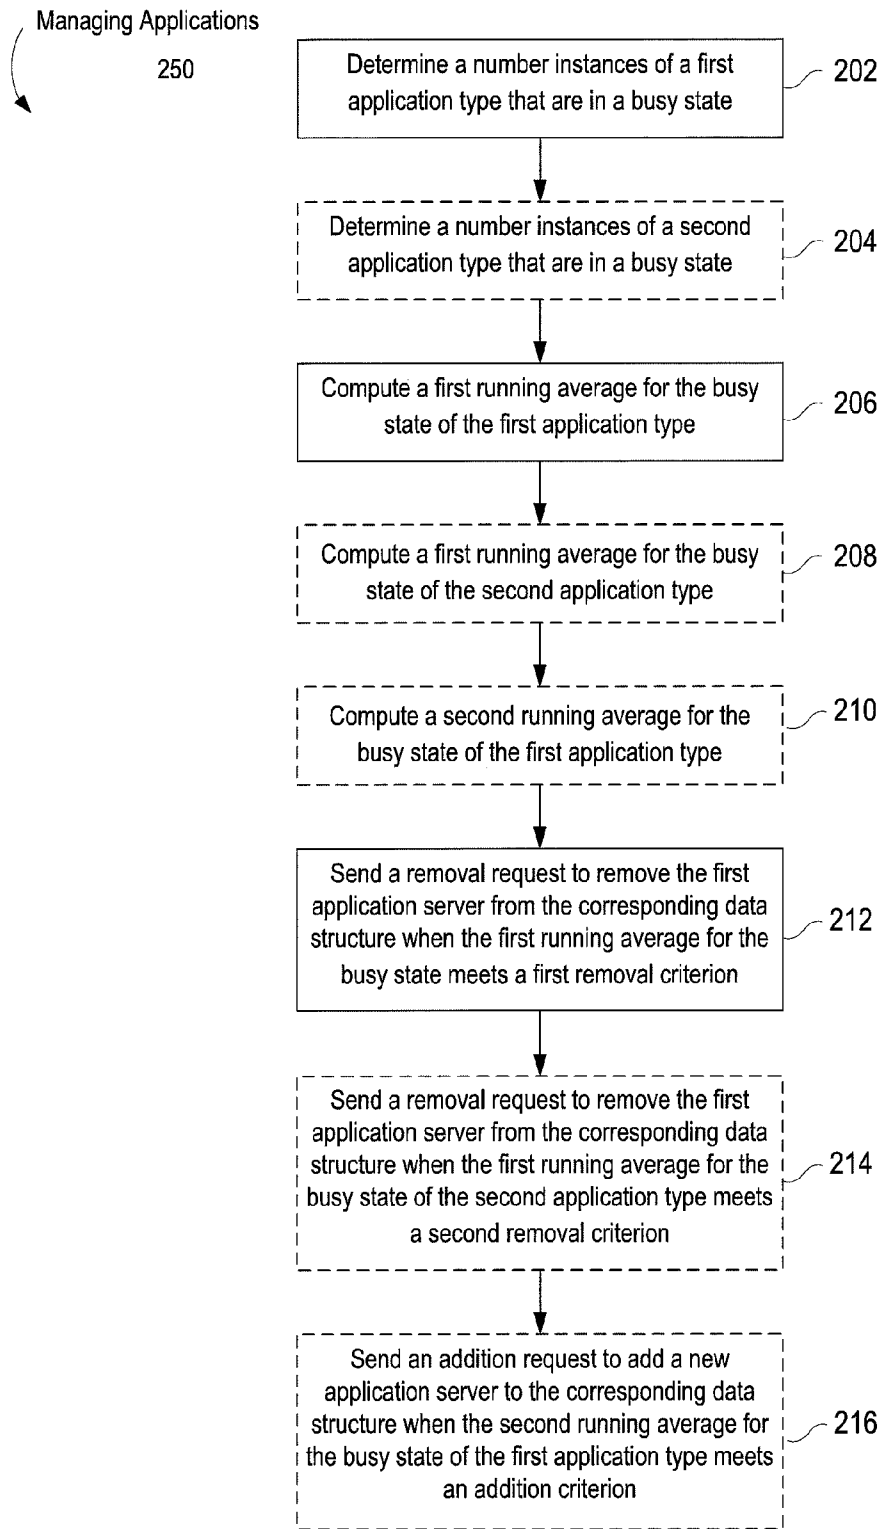 Managing Applications
250
Determine a number instances of a first
application type that are in a busy state
202
Determine a number instances of a second
application type that are in a busy state
204
Compute a first running average for the busy
state of the first application type
206
Compute a first running average for the busy
state of the second application type
208
Compute a second running average for the
busy state of the first application type
210
Send a removal request to remove the first
application server from the corresponding data
structure when the first running average for the
busy state meets a first removal criterion
212
Send a removal request to remove the first
application server from the corresponding data
structure when the first running average for the
busy state of the second application type meets
a second removal criterion
214
Send an addition request to add a new
application server to the corresponding data
structure when the second running average for
the busy state of the first application type meets
an addition criterion
216